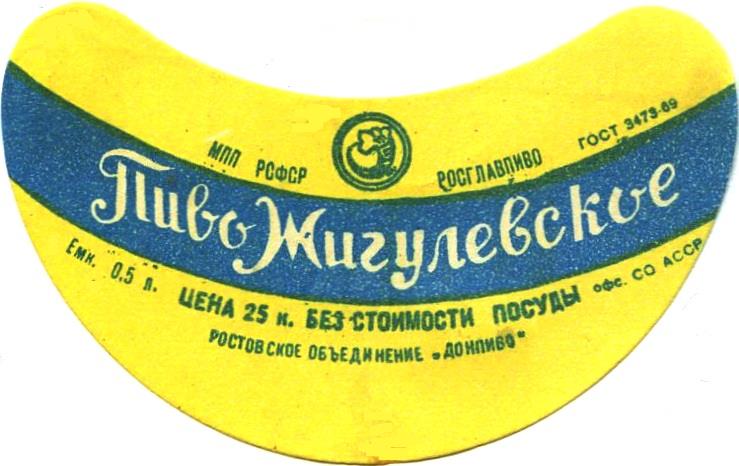 МПП РСФСР РОСГЛАВПИВО ГОСТ 3473-69
Пиво Жигулевское
Емк. 0,5 л. ЦЕНА 25 к. БЕЗ СТОИМОСТИ ПОСУДЫ офс. СО АССР
РОСТОВСКОЕ ОБЪЕДИНЕНИЕ „ДОНПИВО"